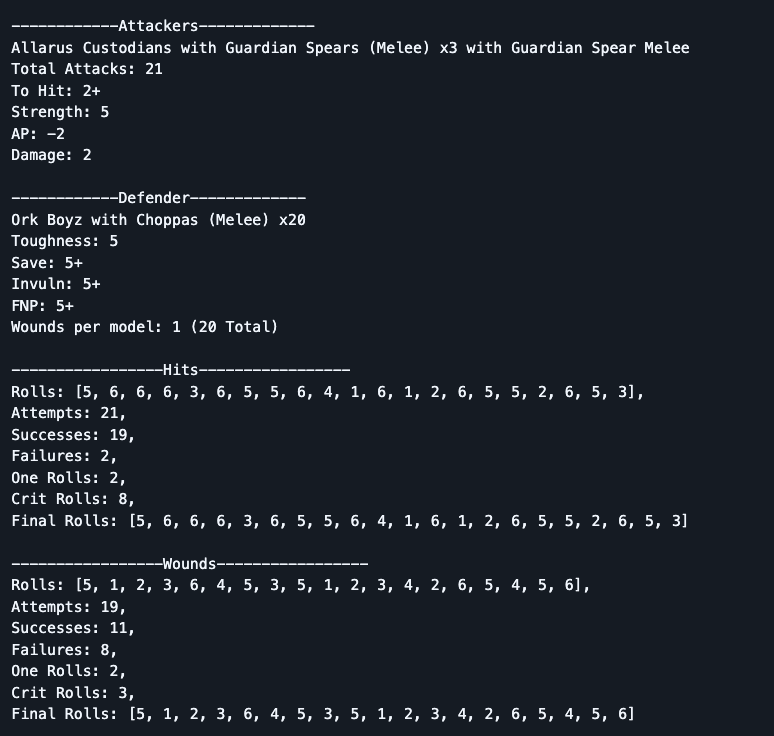 ------------Attackers-------------
Allarus Custodians with Guardian Spears (Melee) x3 with Guardian Spear Melee
Total Attacks: 21
To Hit: 2+
Strength: 5
AP: -2
Damage: 2
------------Defender-------------
Ork Boyz with Choppas (Melee) x20
Toughness: 5
Save: 5+
Invuln: 5+
FNP: 5+
Wounds per model: 1 (20 Total)
-----------------Hits-----------------
Rolls: [5, 6, 6, 6, 3, 6, 5, 5, 6, 4, 1, 6, 1, 2, 6, 5, 5, 2, 6, 5, 3],
Attempts: 21,
Successes: 19,
Failures: 2,
One Rolls: 2,
Crit Rolls: 8,
Final Rolls: [5, 6, 6, 6, 3, 6, 5, 5, 6, 4, 1, 6, 1, 2, 6, 5, 5, 2, 6, 5, 3]
-----------------Wounds-----------------
Rolls: [5, 1, 2, 3, 6, 4, 5, 3, 5, 1, 2, 3, 4, 2, 6, 5, 4, 5, 6],
Attempts: 19,
Successes: 11,
Failures: 8,
One Rolls: 2,
Crit Rolls: 3,
Final Rolls: [5, 1, 2, 3, 6, 4, 5, 3, 5, 1, 2, 3, 4, 2, 6, 5, 4, 5, 6]